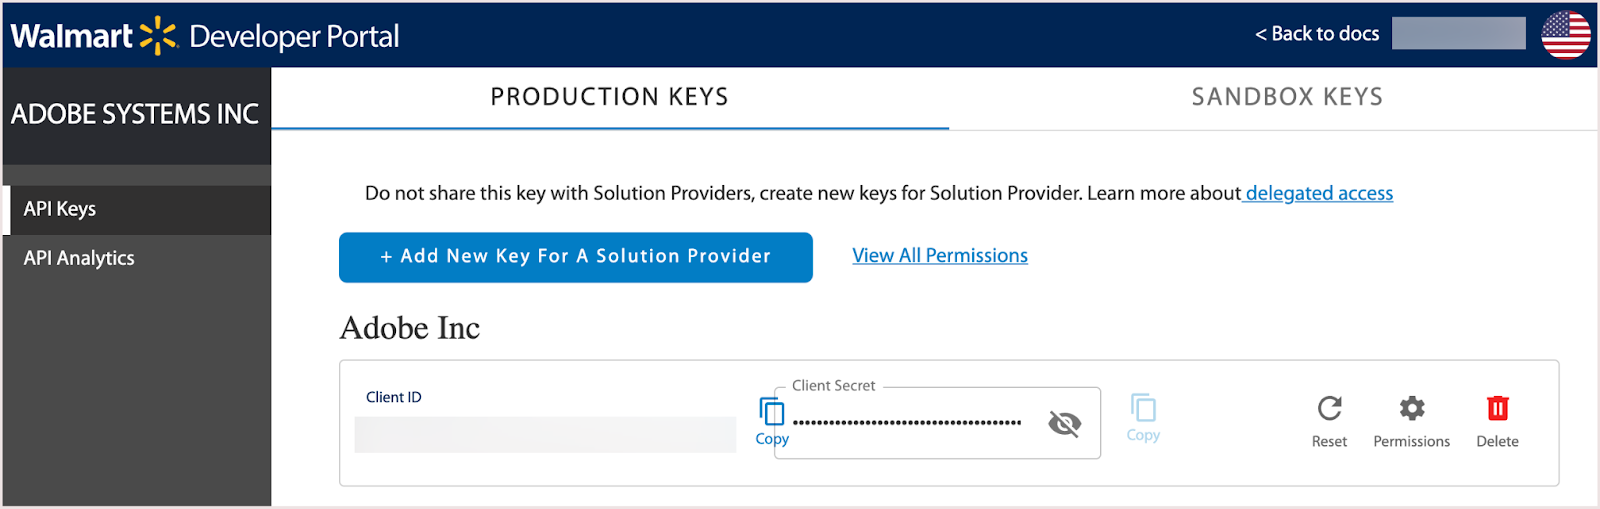 Walmart Developer Portal
< Back to docs
ADOBE SYSTEMS INC
API Keys
API Analytics
PRODUCTION KEYS
SANDBOX KEYS
Do not share this key with Solution Providers, create new keys for Solution Provider. Learn more about delegated access
+ Add New Key For A Solution Provider
View All Permissions
Adobe Inc
Client ID
Copy
Client Secret
Copy
Reset
Permissions
Delete